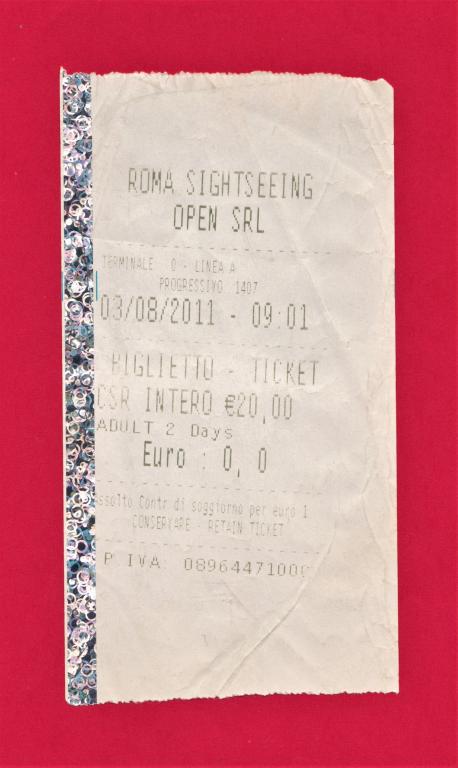 ROMA SIGHTSEEING
OPEN SRL
TERMINALE 0 - LINEA A
PROGRESSIVO 1407
03/08/2011 - 09:01
BIGLIETTO - TICKET
CSR INTERO €20,00
ADULT 2 Days
Euro : 0, 0
ssolto Contr di soggiorno per euro 1
CONSERVARE - RETAIN TICKET
P IVA: 08964471000